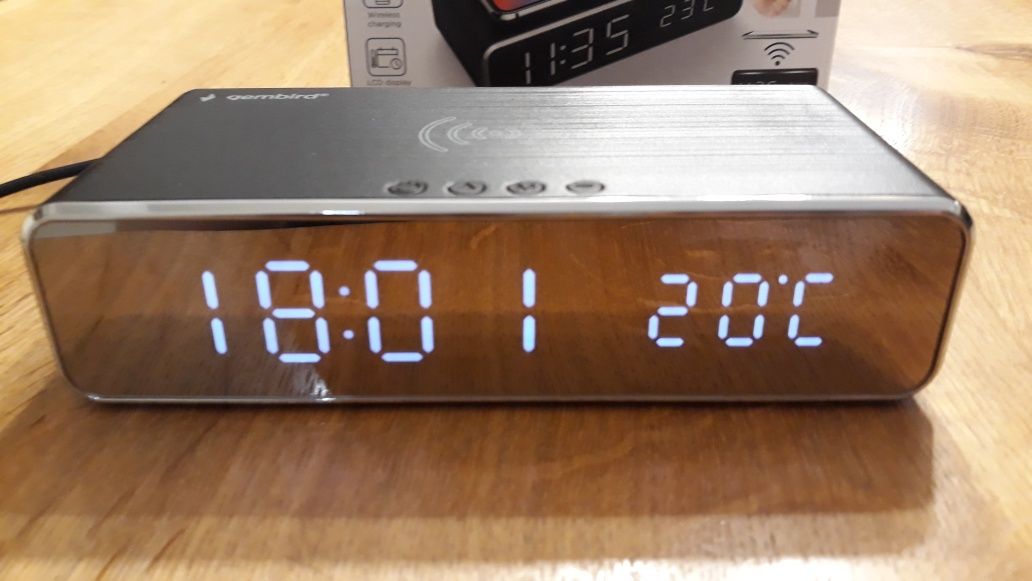 Wireless
charging
LCD display
11:35
23°C
gembird®
18:01
20°C